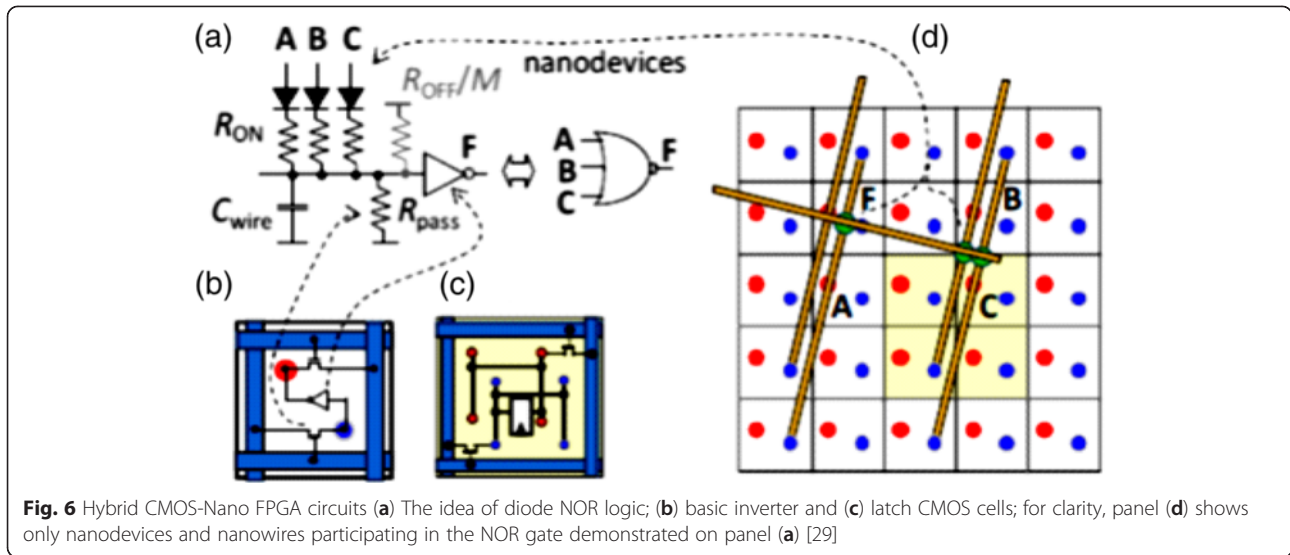 (a)
A B C
nanodevices
R_OFF/M
R_ON
F
A
B
C
F
C_wire
R_pass
(b)
(c)
(d)
F
B
A
C
Fig. 6 Hybrid CMOS-Nano FPGA circuits (a) The idea of diode NOR logic; (b) basic inverter and (c) latch CMOS cells; for clarity, panel (d) shows
only nanodevices and nanowires participating in the NOR gate demonstrated on panel (a) [29]